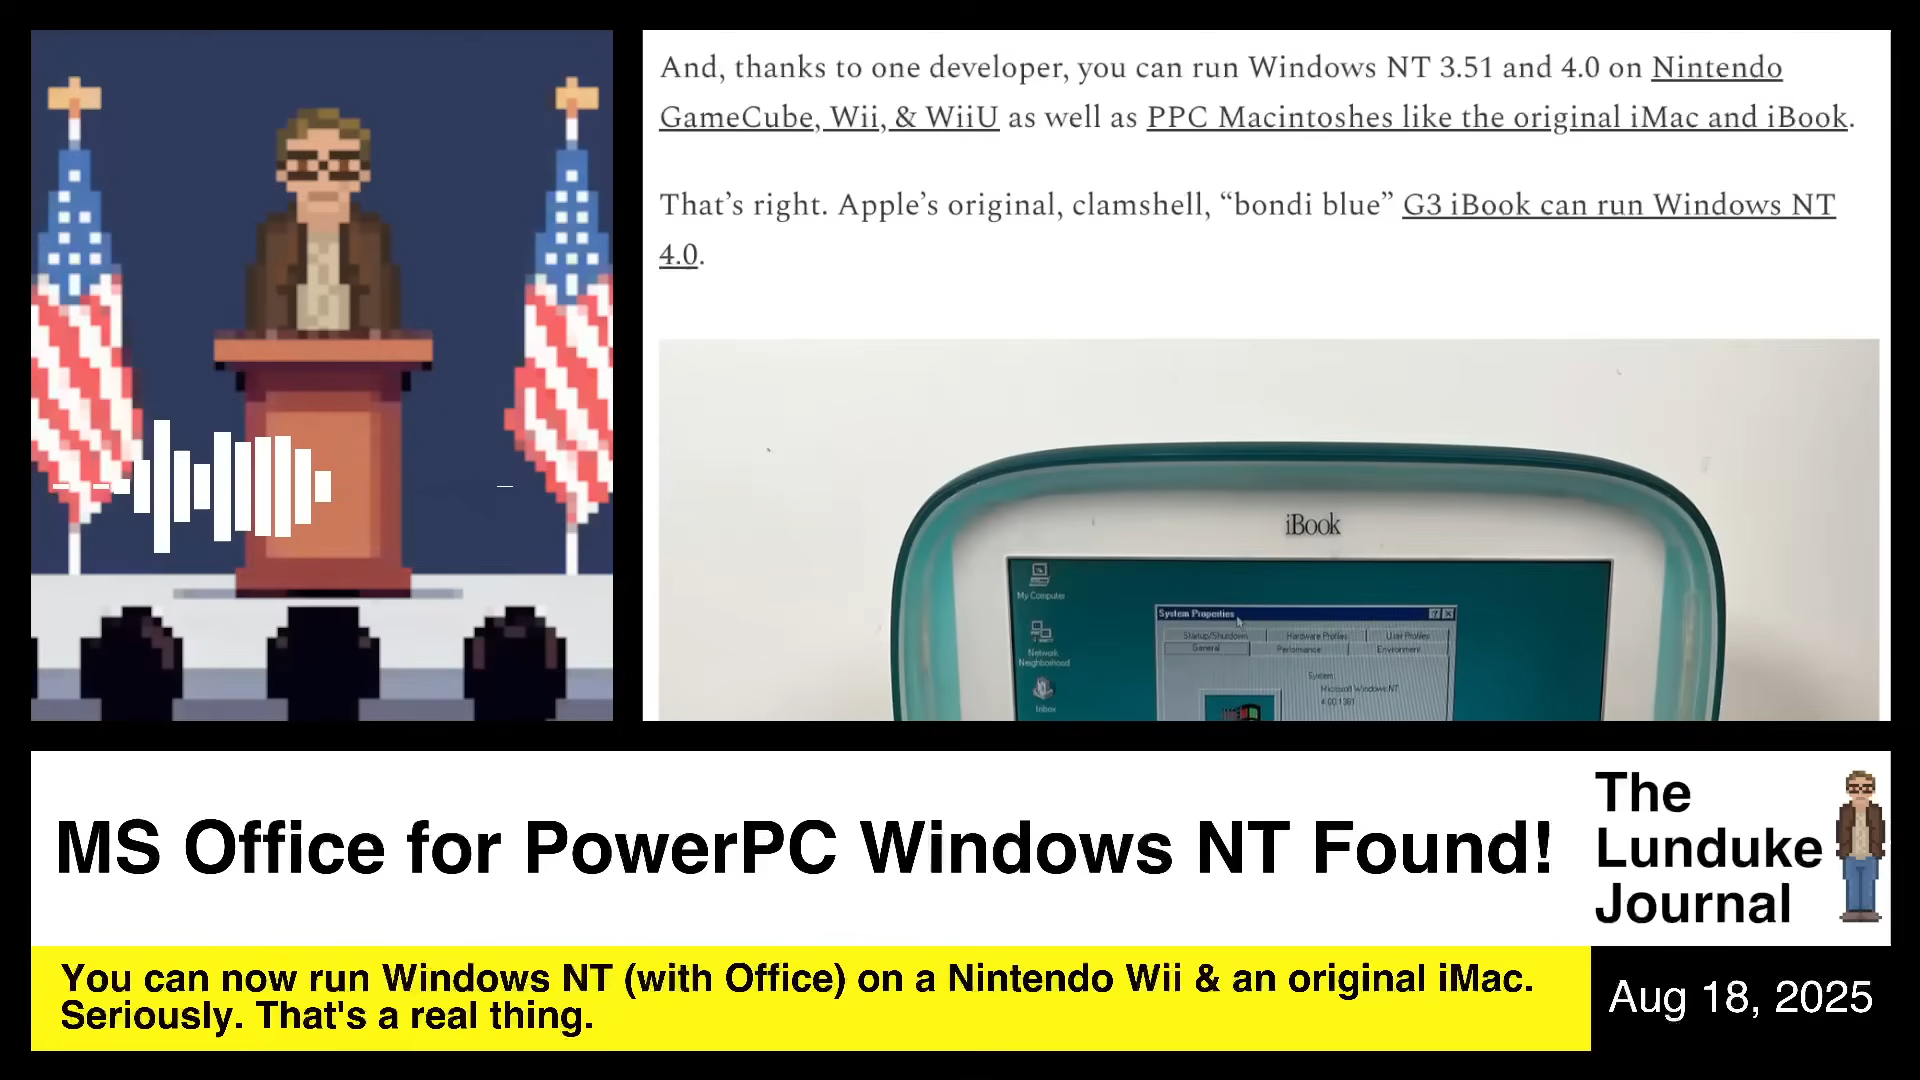 And, thanks to one developer, you can run Windows NT 3.51 and 4.0 on Nintendo
GameCube, Wii, & WiiU as well as PPC Macintoshes like the original iMac and iBook.
That’s right. Apple’s original, clamshell, “bondi blue” G3 iBook can run Windows NT
4.0.
iBook
My Computer
Network
Neighborhood
Inbox
System Properties
Startup/Shutdown Hardware Profiles User Profiles
General Performance Environment
System:
Microsoft Windows NT
4.00.1381
MS Office for PowerPC Windows NT Found!
The
Lunduke
Journal
You can now run Windows NT (with Office) on a Nintendo Wii & an original iMac.
Seriously. That's a real thing.
Aug 18, 2025